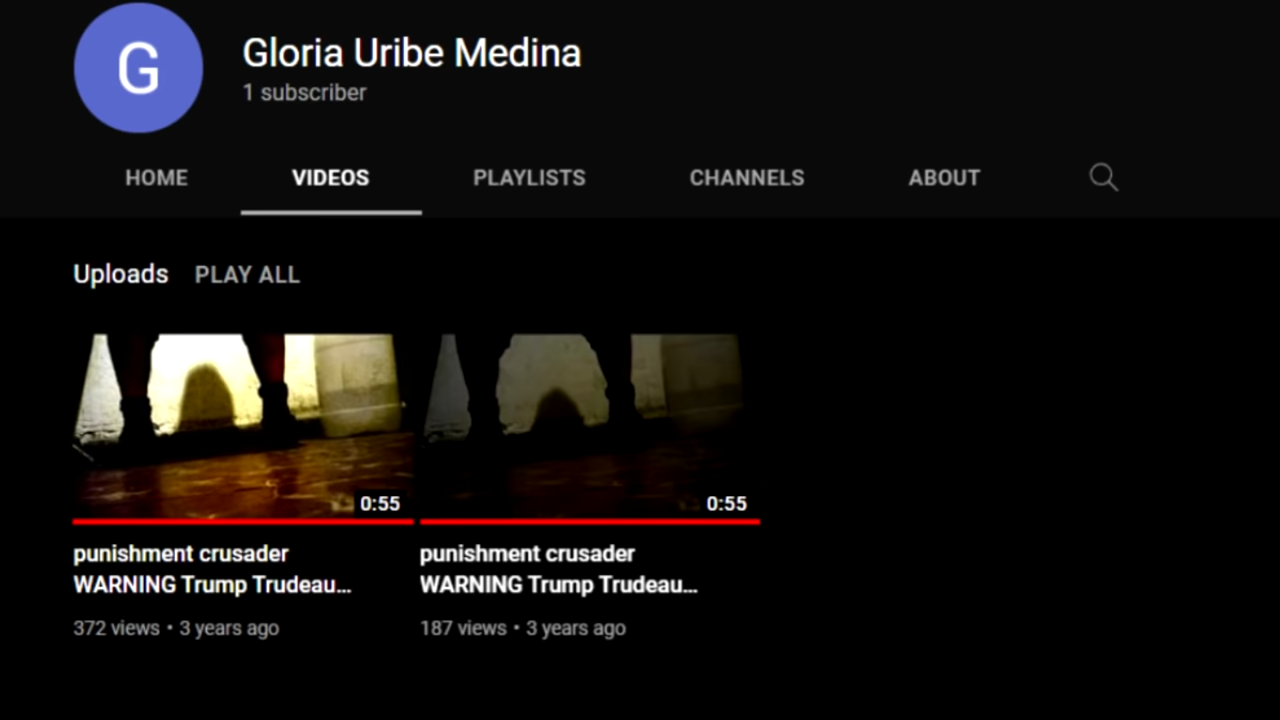 G
Gloria Uribe Medina
1 subscriber
HOME VIDEOS PLAYLISTS CHANNELS ABOUT
Uploads PLAY ALL
0:55 0:55
punishment crusader
WARNING Trump Trudeau...
372 views • 3 years ago
punishment crusader
WARNING Trump Trudeau...
187 views • 3 years ago